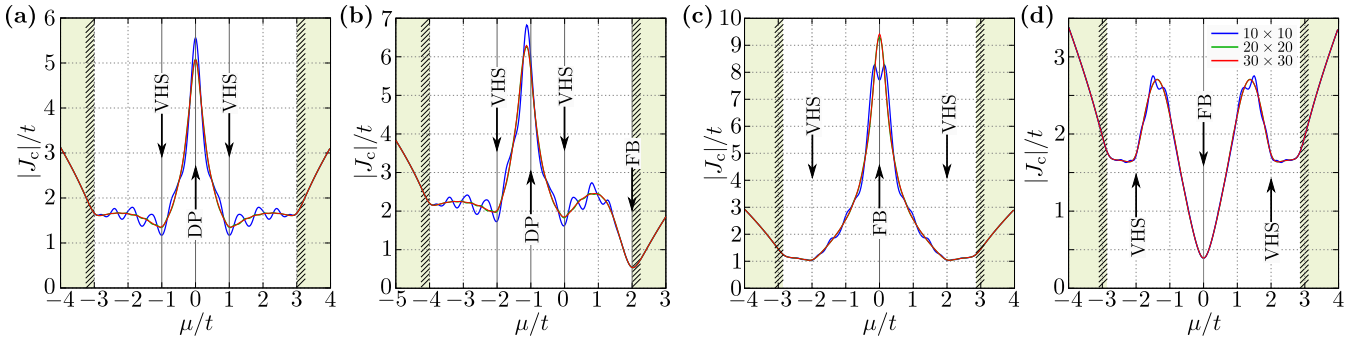 (a)
|J_c|/t
6
5
4
3
2
1
0
VHS
VHS
DP
−4 −3 −2 −1 0 1 2 3 4
μ/t
(b)
|J_c|/t
7
6
5
4
3
2
1
0
VHS
VHS
DP
FB
−5 −4 −3 −2 −1 0 1 2 3
μ/t
(c)
|J_c|/t
10
9
8
7
6
5
4
3
2
1
0
VHS
VHS
FB
−4 −3 −2 −1 0 1 2 3 4
μ/t
(d)
|J_c|/t
3
2
1
0
10 × 10
20 × 20
30 × 30
FB
VHS
VHS
−4 −3 −2 −1 0 1 2 3 4
μ/t